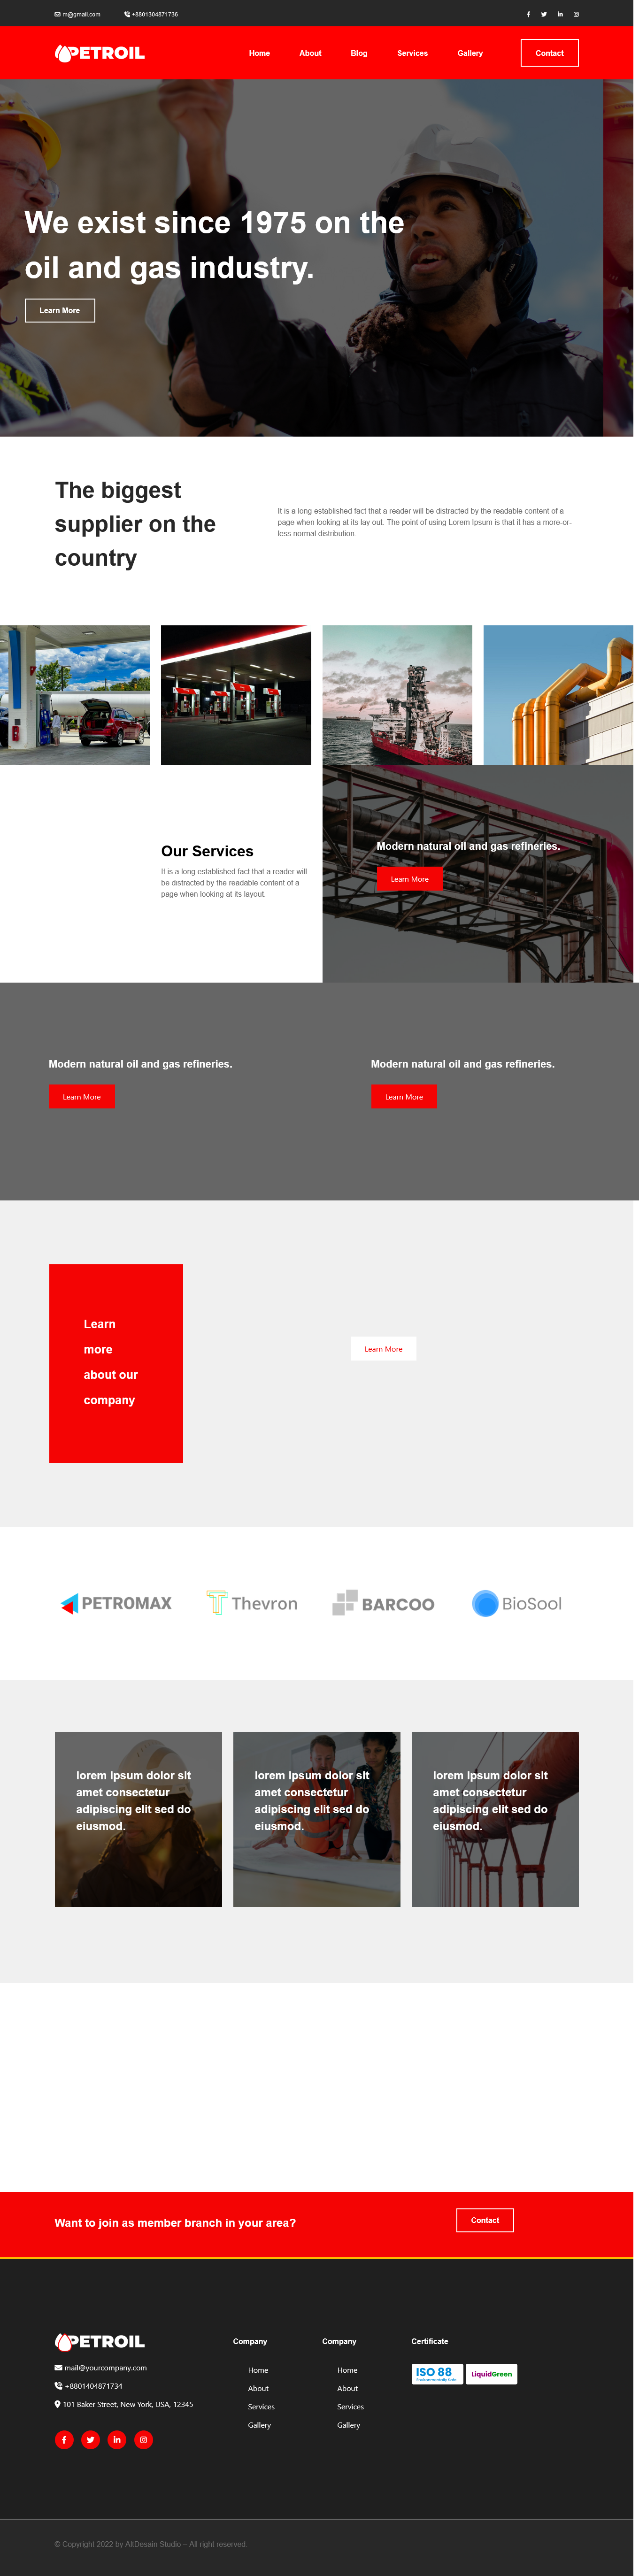 m@gmail.com +8801304871736
PETROIL Home About Blog Services Gallery Contact
We exist since 1975 on the
oil and gas industry.
Learn More
The biggest
supplier on the
country
It is a long established fact that a reader will be distracted by the readable content of a
page when looking at its lay out. The point of using Lorem Ipsum is that it has a more-or-
less normal distribution.
Our Services
It is a long established fact that a reader will
be distracted by the readable content of a
page when looking at its layout.
Modern natural oil and gas refineries.
Learn More
Modern natural oil and gas refineries.
Learn More
Modern natural oil and gas refineries.
Learn More
Learn
more
about our
company
Learn More
PETROMAX Thevron BARCOO BioSool
lorem ipsum dolor sit
amet consectetur
adipiscing elit sed do
eiusmod.
lorem ipsum dolor sit
amet consectetur
adipiscing elit sed do
eiusmod.
lorem ipsum dolor sit
amet consectetur
adipiscing elit sed do
eiusmod.
Want to join as member branch in your area?
Contact
PETROIL
mail@yourcompany.com
+8801404871734
101 Baker Street, New York, USA, 12345
Company
Home
About
Services
Gallery
Company
Home
About
Services
Gallery
Certificate
ISO 88
Environmentally Safe
LiquidGreen
© Copyright 2022 by AltDesain Studio – All right reserved.